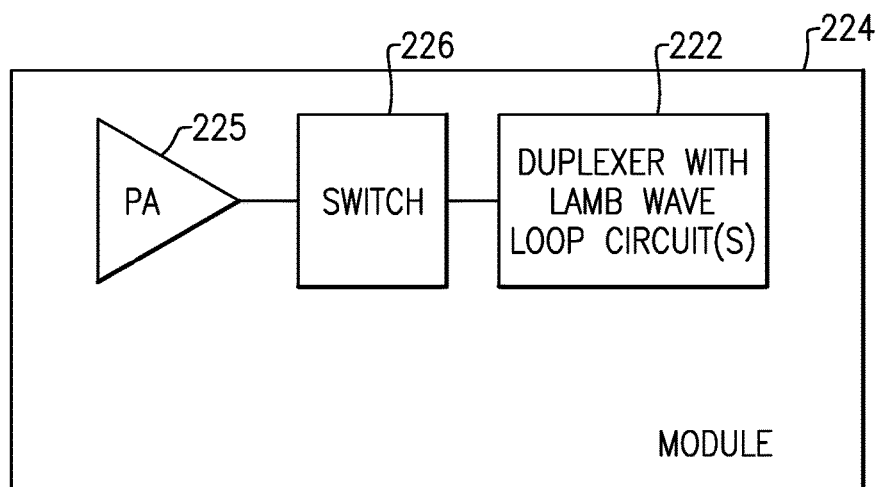 224
226
222
225
PA
SWITCH
DUPLEXER WITH
LAMB WAVE
LOOP CIRCUIT(S)
MODULE